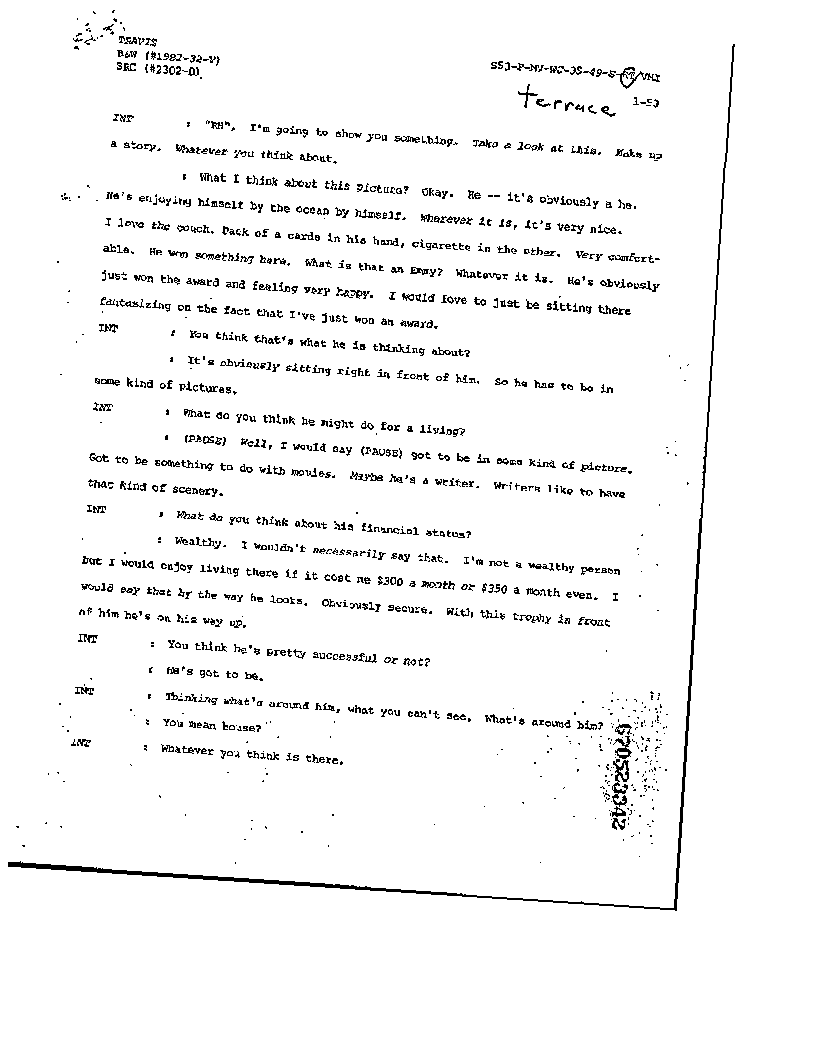 TRAVIS
B&W (#1982-32-V)
SRC (#2302-D)
SSJ-F-NV-WC-35-49-S-RT/VMI
terrace 1-53
INT : "RH", I'm going to show you something. Take a look at this. Make up
a story. Whatever you think about.
: What I think about this picture? Okay. He -- it's obviously a he.
He's enjoying himself by the ocean by himself. Wherever it is, it's very nice.
I love the couch. Pack of a cards in his hand, cigarette in the other. Very comfort-
able. He won something here. What is that an Emmy? Whatever it is. He's obviously
just won the award and feeling very happy. I would love to just be sitting there
fantasizing on the fact that I've just won an award.
INT : You think that's what he is thinking about?
: It's obviously sitting right in front of him. So he has to be in
some kind of pictures.
INT : What do you think he might do for a living?
: (PAUSE) Well, I would say (PAUSE) got to be in some kind of picture.
Got to be something to do with movies. Maybe he's a writer. Writers like to have
that kind of scenery.
INT : What do you think about his financial status?
: Wealthy. I wouldn't necessarily say that. I'm not a wealthy person
but I would enjoy living there if it cost me $300 a month or $350 a month even. I
would say that by the way he looks. Obviously secure. With this trophy in front
of him he's on his way up.
INT : You think he's pretty successful or not?
: He's got to be.
INT : Thinking what's around him, what you can't see. What's around him?
: You mean house?
INT : Whatever you think is there.
670523342